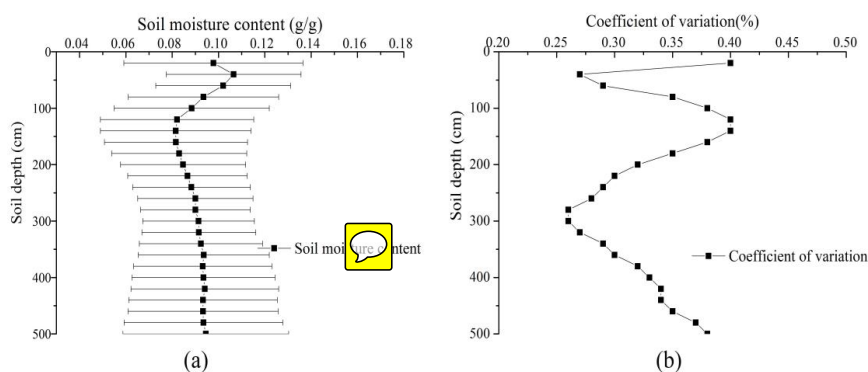 Soil moisture content (g/g)
0.04 0.06 0.08 0.10 0.12 0.14 0.16 0.18
0
100
200
300
400
500
Soil depth (cm)
Soil moisture content
(a)
Coefficient of variation(%)
0.20 0.25 0.30 0.35 0.40 0.45 0.50
0
100
200
300
400
500
Soil depth (cm)
Coefficient of variation
(b)